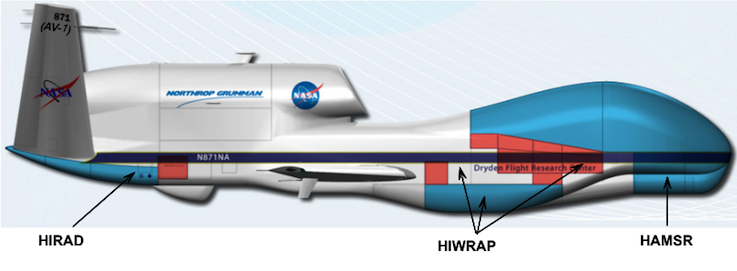 871
(AV-1)
NASA
NORTHROP GRUMMAN
NASA
N871NA
Dryden Flight Research Center
HIRAD
HIWRAP
HAMSR